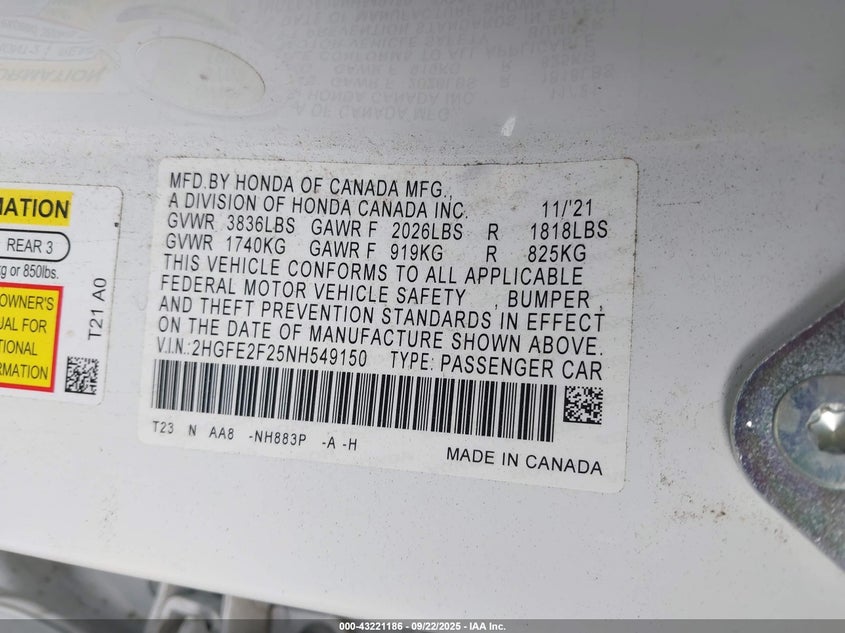 MATION
REAR 3
kg or 850lbs.
OWNER'S
UAL FOR
TIONAL
RMATION
T21 A0
MFD.BY HONDA OF CANADA MFG.,
A DIVISION OF HONDA CANADA INC. 11/'21
GVWR 3836LBS GAWR F 2026LBS R 1818LBS
GVWR 1740KG GAWR F 919KG R 825KG
THIS VEHICLE CONFORMS TO ALL APPLICABLE
FEDERAL MOTOR VEHICLE SAFETY , BUMPER ,
AND THEFT PREVENTION STANDARDS IN EFFECT
ON THE DATE OF MANUFACTURE SHOWN ABOVE.
V.I.N.:2HGFE2F25NH549150 TYPE: PASSENGER CAR
T23 N AA8 -NH883P -A -H
MADE IN CANADA
000-43221186 - 09/22/2025 - IAA Inc.